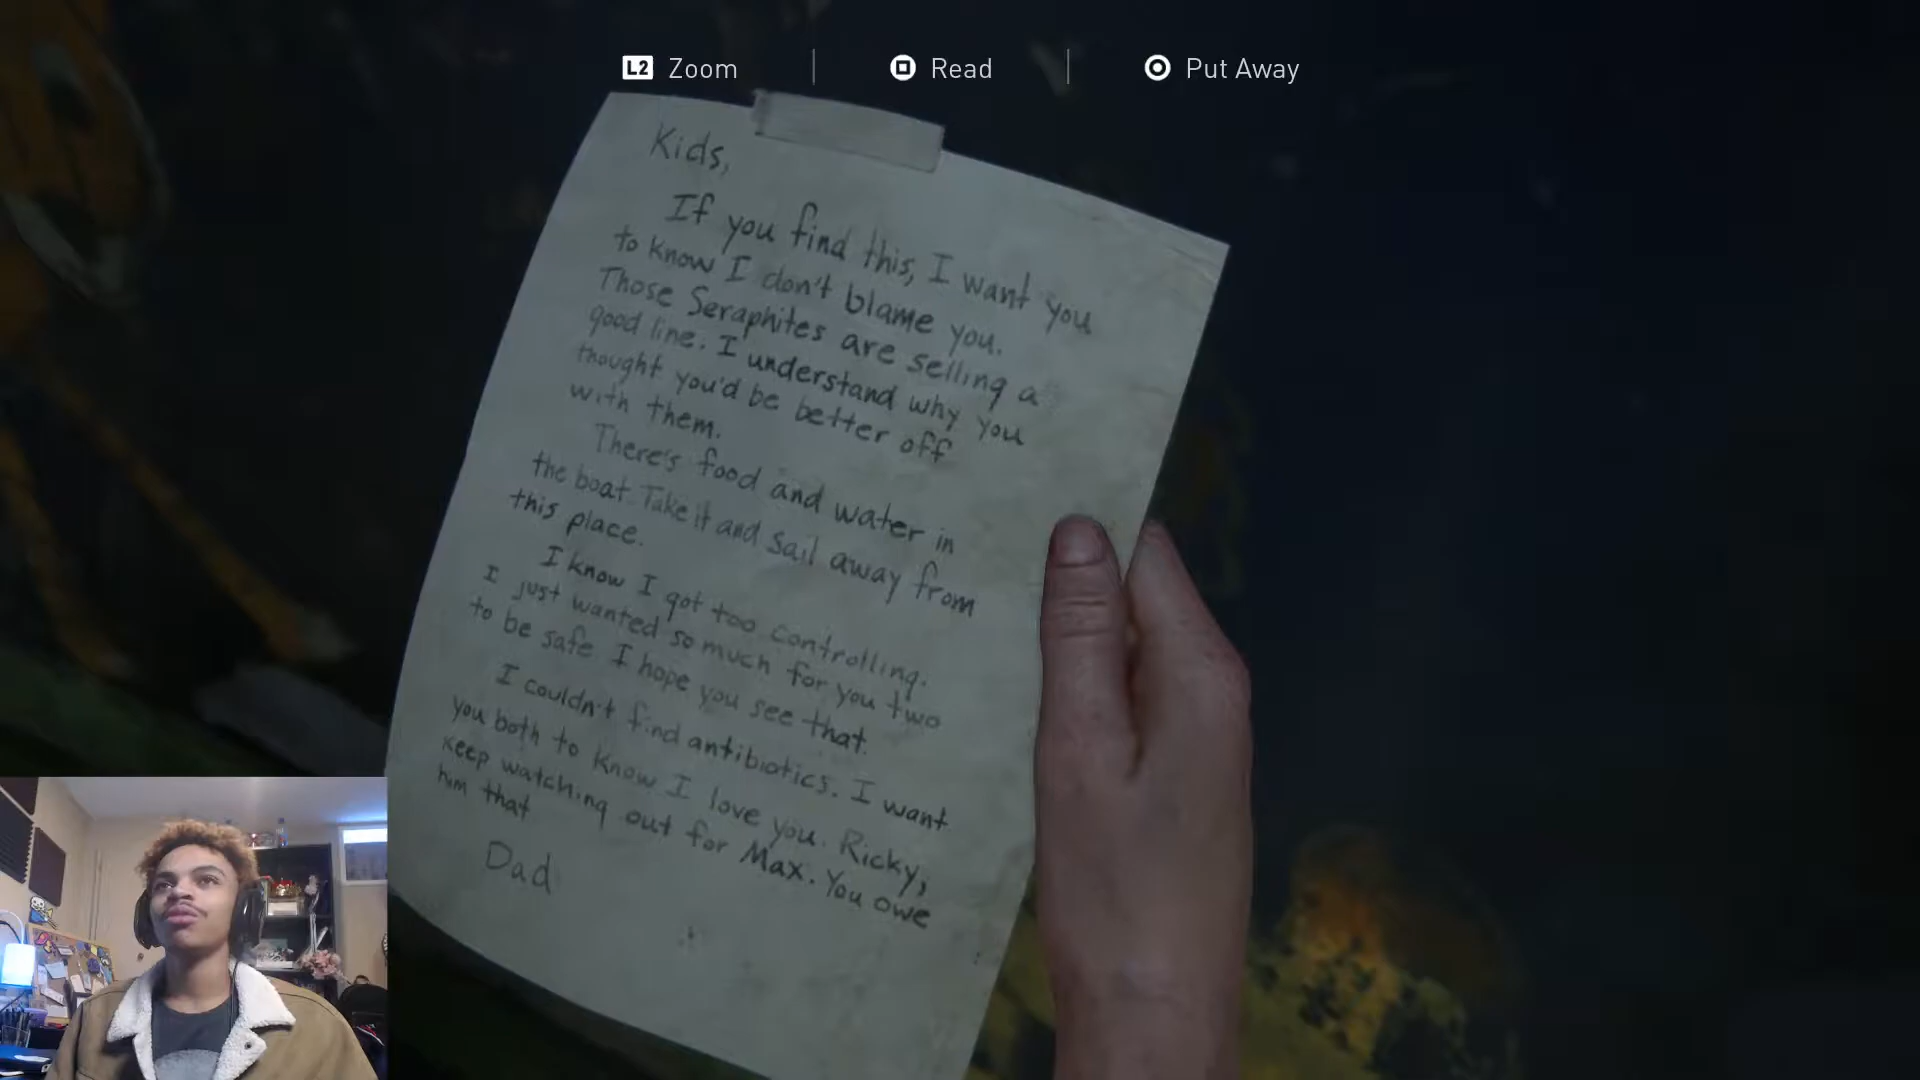 L2 Zoom | Read | Put Away
Kids,
If you find this, I want you
to know I don't blame you.
Those Seraphites are selling a
good line. I understand why you
thought you'd be better off
with them.
There's food and water in
the boat. Take it and sail away from
this place.
I know I got too controlling.
I just wanted so much for you two
to be safe. I hope you see that.
I couldn't find antibiotics. I want
you both to know I love you. Ricky,
keep watching out for Max. You owe
him that
Dad